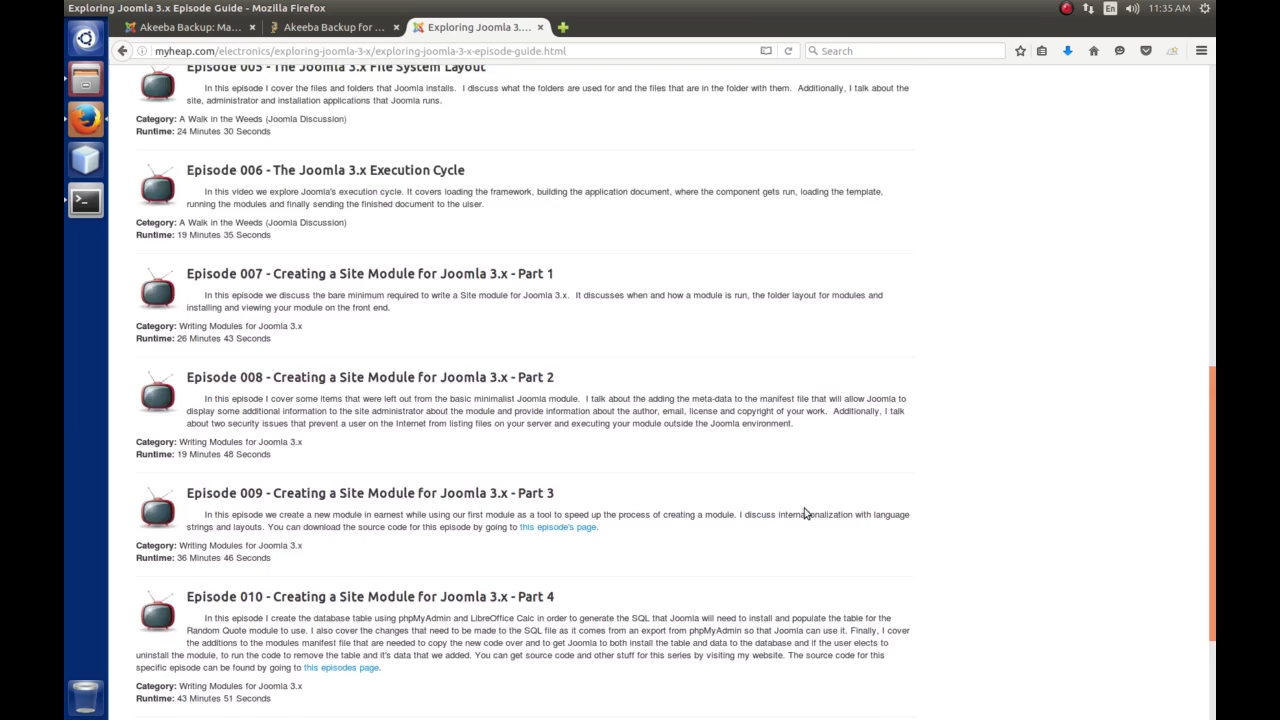 Exploring Joomla 3.x Episode Guide - Mozilla Firefox
En
11:35 AM
Akeeba Backup: Ma...
Akeeba Backup for ...
Exploring Joomla 3....
myheap.com/electronics/exploring-joomla-3-x/exploring-joomla-3-x-episode-guide.html
Search
Episode 005 - The Joomla 3.x File System Layout
In this episode I cover the files and folders that Joomla installs. I discuss what the folders are used for and the files that are in the folder with them. Additionally, I talk about the
site, administrator and installation applications that Joomla runs.
Category: A Walk in the Weeds (Joomla Discussion)
Runtime: 24 Minutes 30 Seconds
Episode 006 - The Joomla 3.x Execution Cycle
In this video we explore Joomla's execution cycle. It covers loading the framework, building the application document, where the component gets run, loading the template,
running the modules and finally sending the finished document to the user.
Cetegory: A Walk in the Weeds (Joomla Discussion)
Runtime: 19 Minutes 35 Seconds
Episode 007 - Creating a Site Module for Joomla 3.x - Part 1
In this episode we discuss the bare minimum required to write a Site module for Joomla 3.x. It discusses when and how a module is run, the folder layout for modules and
installing and viewing your module on the front end.
Category: Writing Modules for Joomla 3.x
Runtime: 26 Minutes 43 Seconds
Episode 008 - Creating a Site Module for Joomla 3.x - Part 2
In this episode I cover some items that were left out from the basic minimalist Joomla module. I talk about the adding the meta-data to the manifest file that will allow Joomla to
display some additional information to the site administrator about the module and provide information about the author, email, license and copyright of your work. Additionally, I talk
about two security issues that prevent a user on the Internet from listing files on your server and executing your module outside the Joomla environment.
Category: Writing Modules for Joomla 3.x
Runtime: 19 Minutes 48 Seconds
Episode 009 - Creating a Site Module for Joomla 3.x - Part 3
In this episode we create a new module in earnest while using our first module as a tool to speed up the process of creating a module. I discuss internationalization with language
strings and layouts. You can download the source code for this episode by going to this episode's page.
Category: Writing Modules for Joomla 3.x
Runtime: 36 Minutes 46 Seconds
Episode 010 - Creating a Site Module for Joomla 3.x - Part 4
In this episode I create the database table using phpMyAdmin and LibreOffice Calc in order to generate the SQL that Joomla will need to install and populate the table for the
Random Quote module to use. I also cover the changes that need to be made to the SQL file as it comes from an export from phpMyAdmin so that Joomla can use it. Finally, I cover
the additions to the modules manifest file that are needed to copy the new code over and to get Joomla to both install the table and data to the database and if the user elects to
uninstall the module, to run the code to remove the table and it's data that we added. You can get source code and other stuff for this series by visiting my website. The source code for this
specific episode can be found by going to this episodes page.
Category: Writing Modules for Joomla 3.x
Runtime: 43 Minutes 51 Seconds